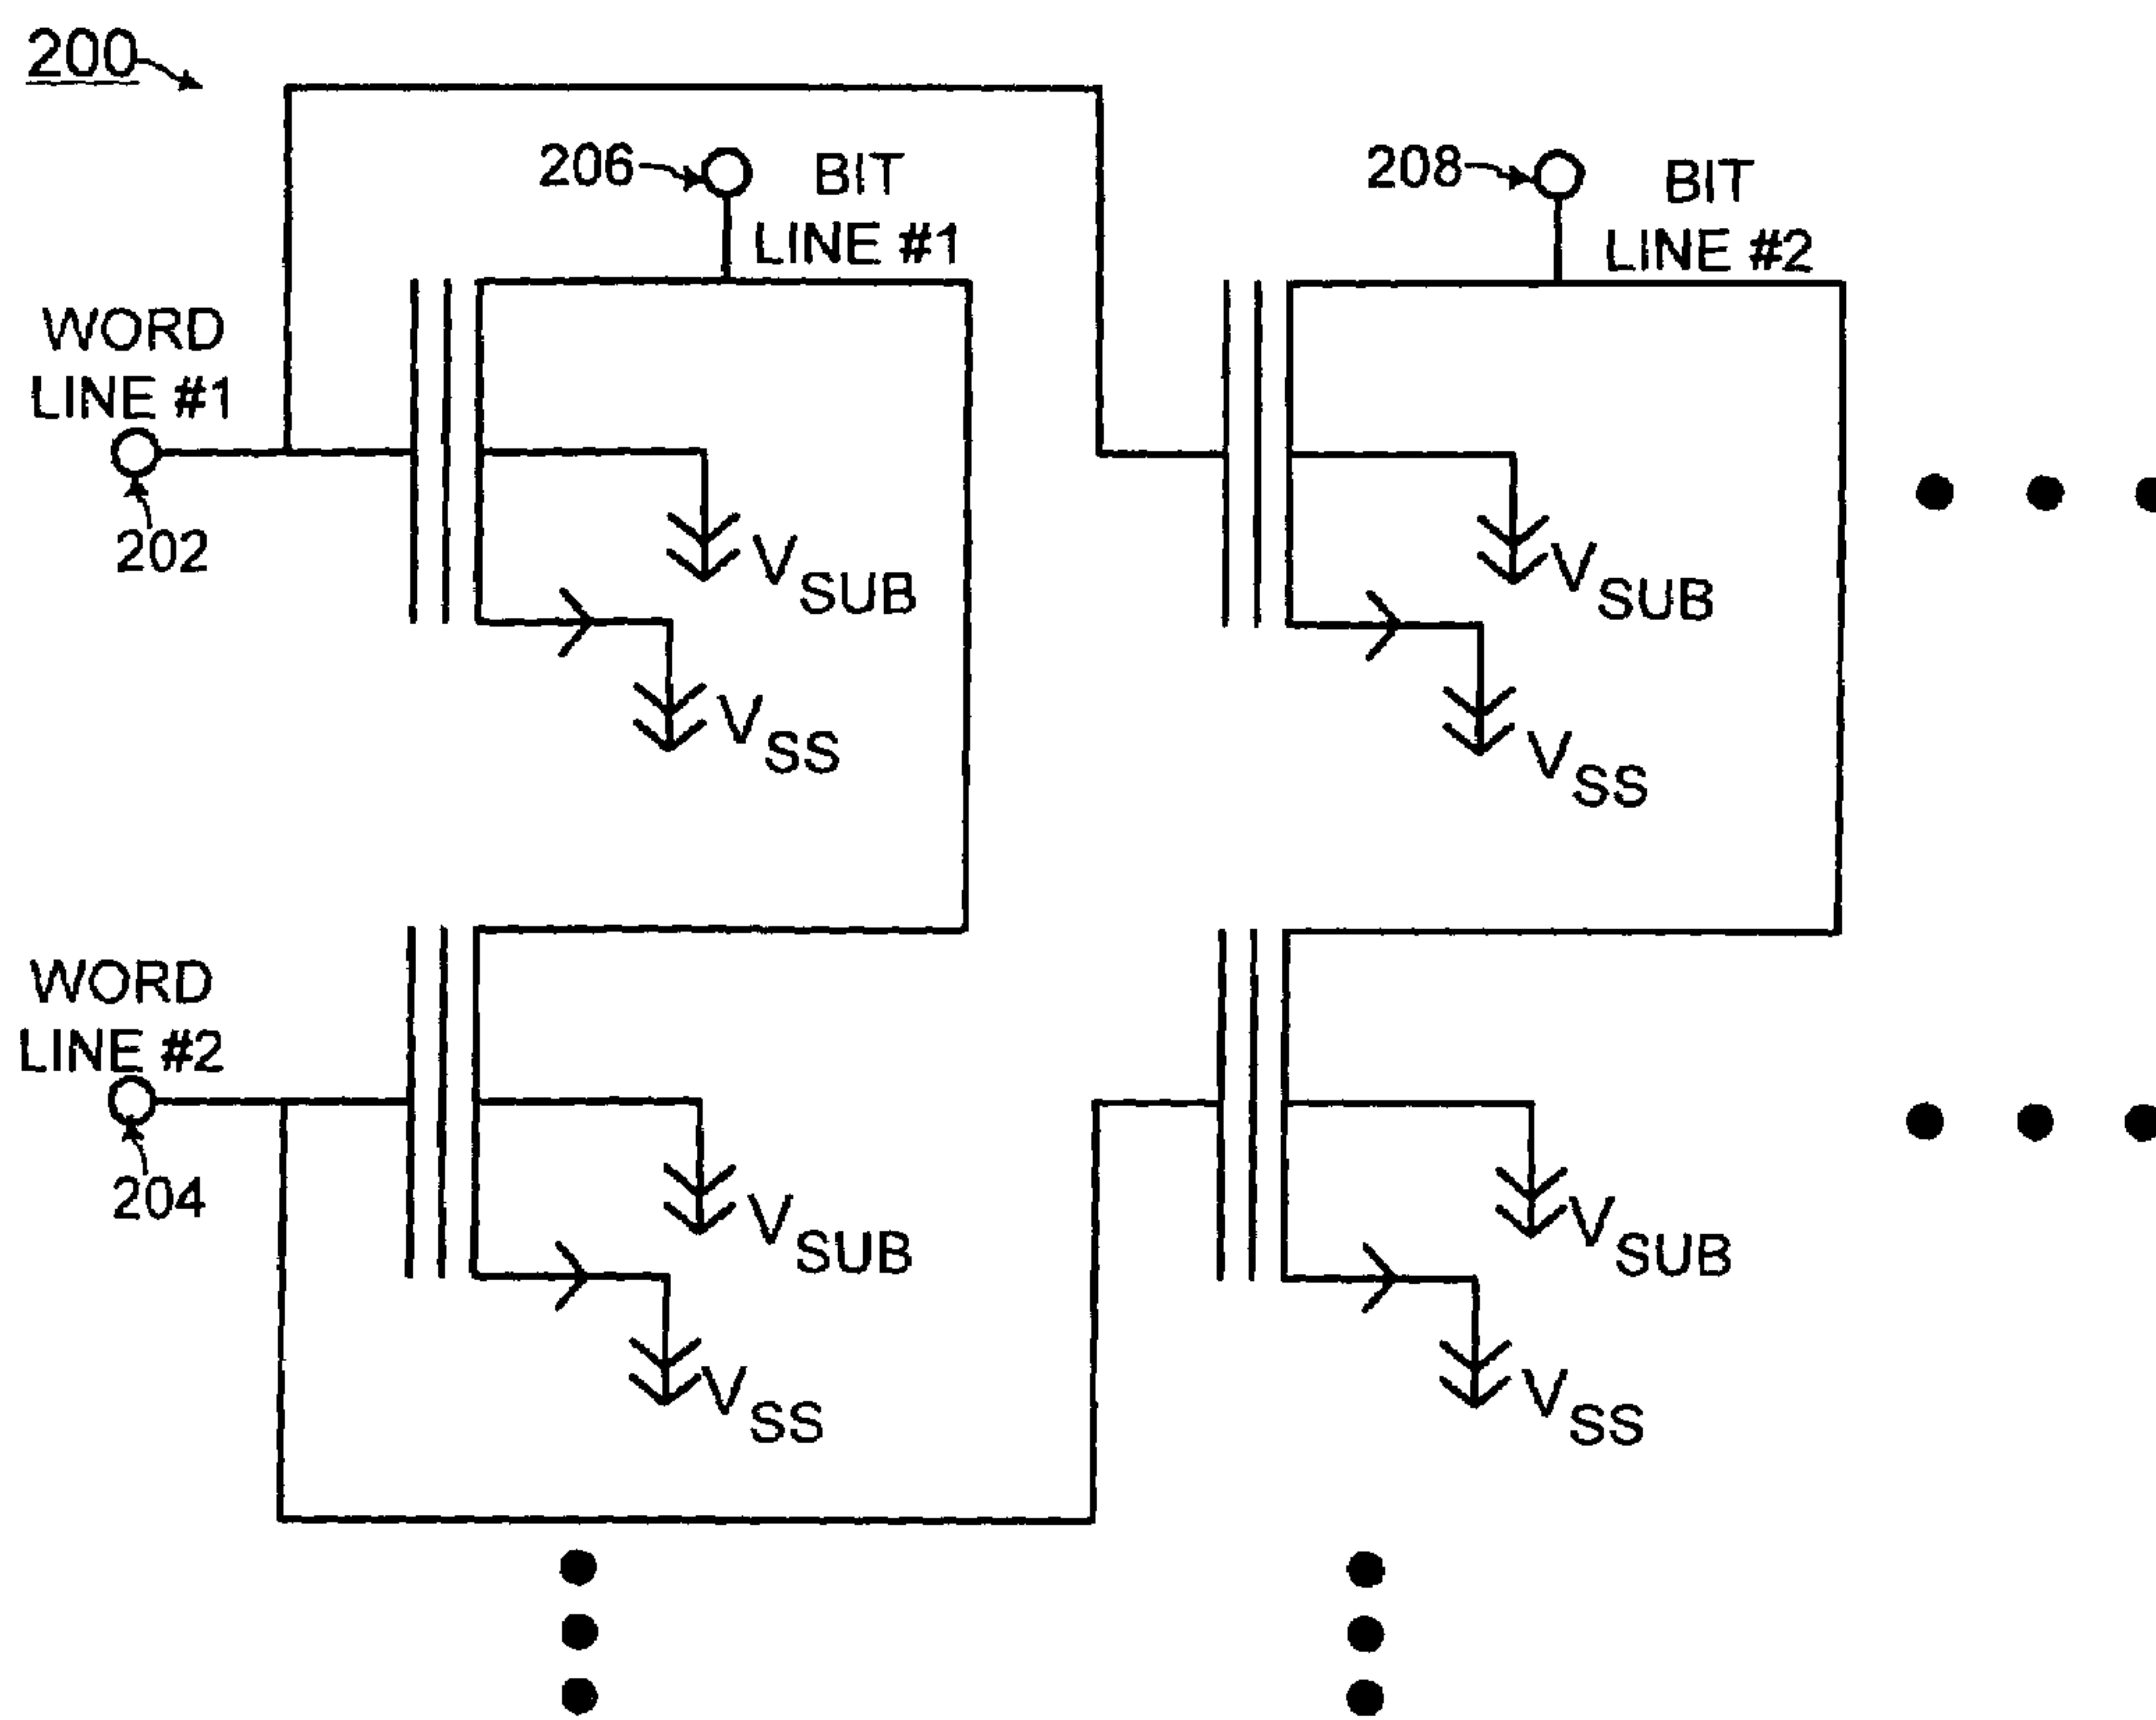 200
206
BIT
LINE #1
208
BIT
LINE #2
WORD
LINE #1
202
VSUB
VSS
VSUB
VSS
WORD
LINE #2
204
VSUB
VSS
VSUB
VSS